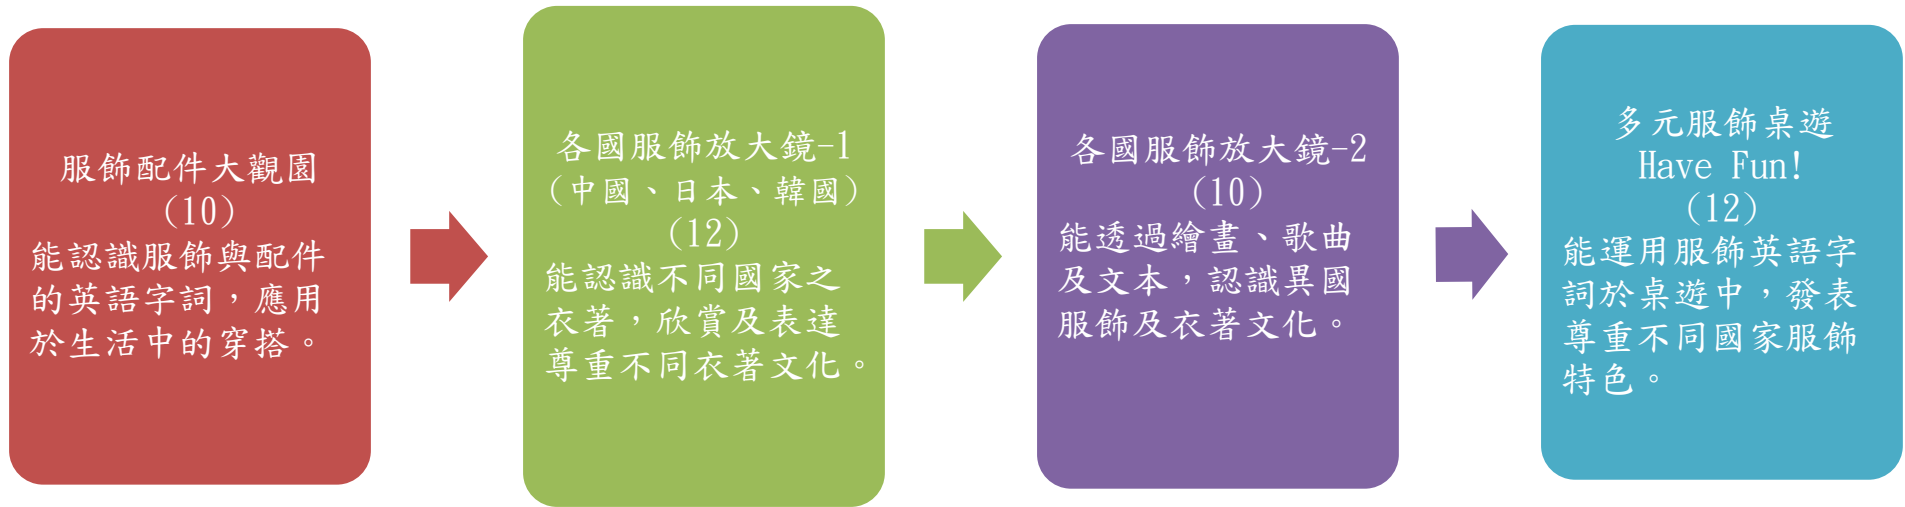 服飾配件大觀園
(10)
能認識服飾與配件
的英語字詞，應用
於生活中的穿搭。
各國服飾放大鏡-1
(中國、日本、韓國)
(12)
能認識不同國家之
衣著，欣賞及表達
尊重不同衣著文化。
各國服飾放大鏡-2
(10)
能透過繪畫、歌曲
及文本，認識異國
服飾及衣著文化。
多元服飾桌遊
Have Fun!
(12)
能運用服飾英語字
詞於桌遊中，發表
尊重不同國家服飾
特色。